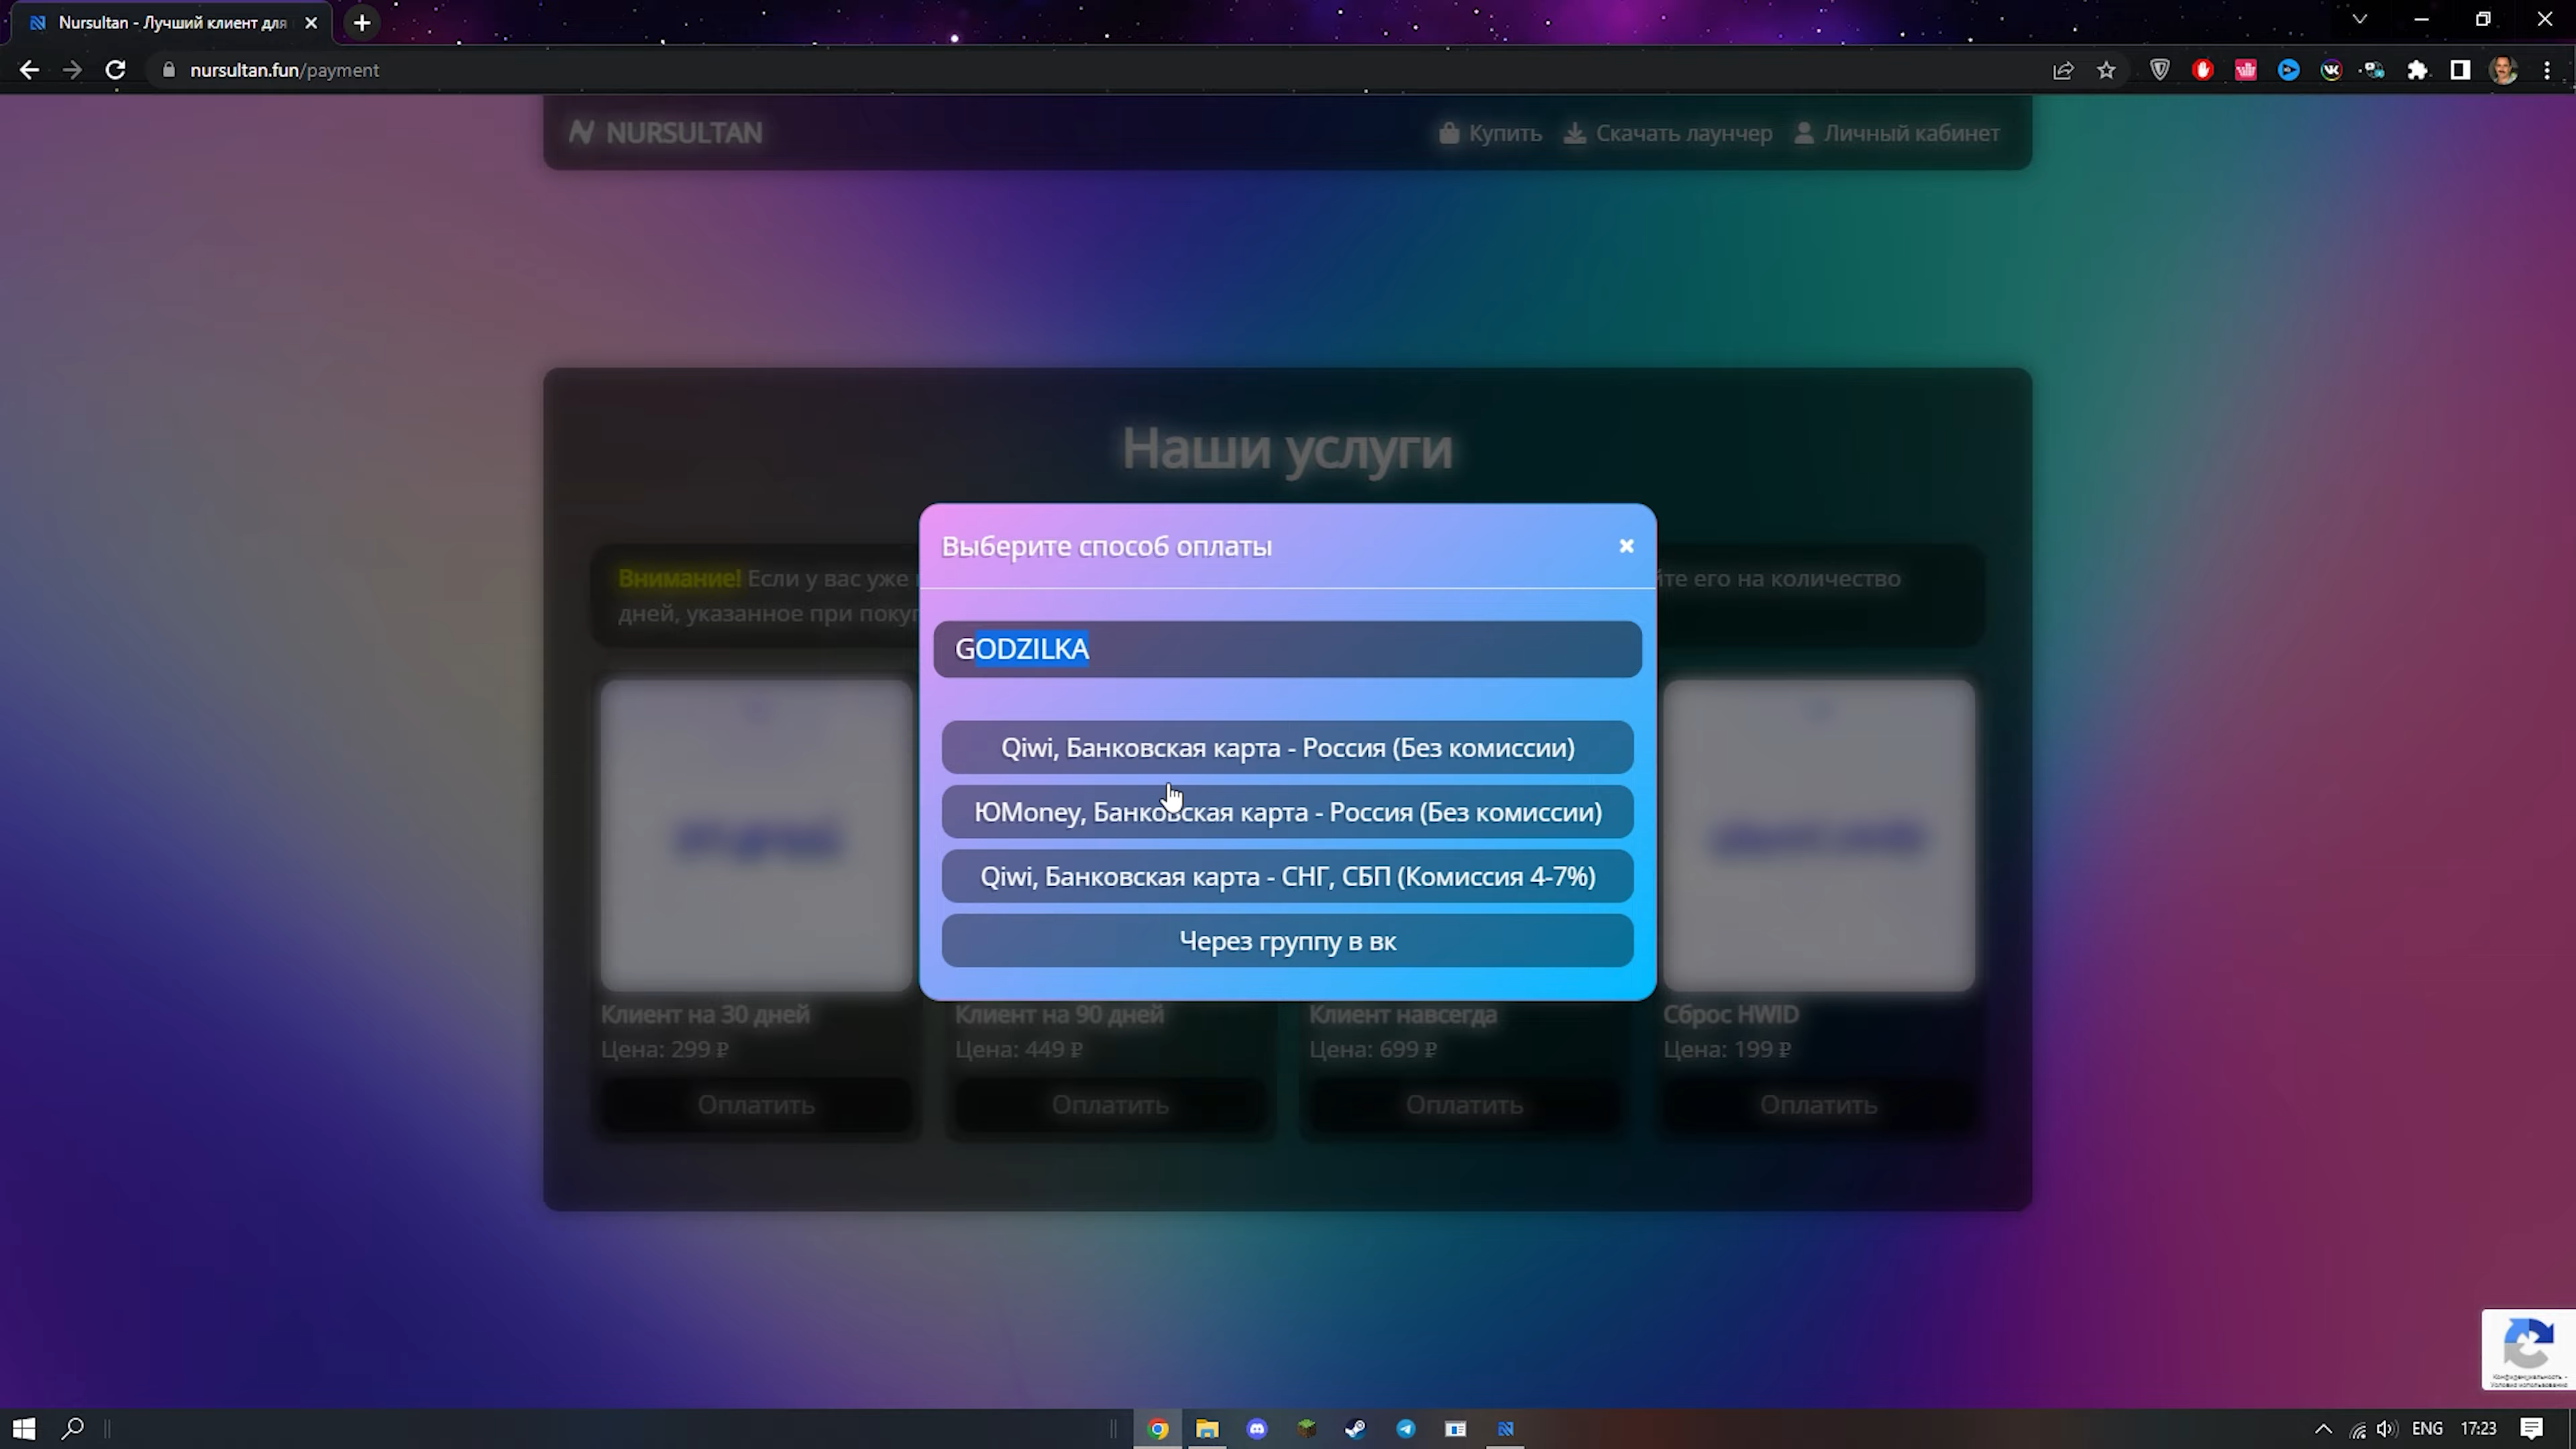 Nursultan - Лучший клиент для
nursultan.fun/payment
NURSULTAN
Купить
Скачать лаунчер
Личный кабинет
Наши услуги
Выберите способ оплаты
Внимание! Если у вас уже
те его на количество
дней, указанное при покуп
GODZILKA
Qiwi, Банковская карта - Россия (Без комиссии)
ЮMoney, Банковская карта - Россия (Без комиссии)
Qiwi, Банковская карта - СНГ, СБП (Комиссия 4-7%)
Через группу в вк
Клиент на 30 дней
Цена: 299 ₽
Оплатить
Клиент на 90 дней
Цена: 449 ₽
Оплатить
Клиент навсегда
Цена: 699 ₽
Оплатить
Сброс HWID
Цена: 199 ₽
Оплатить
Конфиденциальность -
Условия использования
ENG
17:23